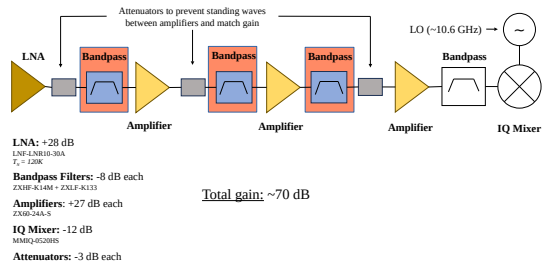 Attenuators to prevent standing waves
between amplifiers and match gain
LO (~10.6 GHz)
~
LNA
Bandpass
Bandpass
Bandpass
Bandpass
Amplifier
Amplifier
Amplifier
IQ Mixer
LNA: +28 dB
LNF-LNR10-30A
Tₙ = 120K
Bandpass Filters: -8 dB each
ZXHF-K14M + ZXLF-K133
Amplifiers: +27 dB each
ZX60-24A-S
IQ Mixer: -12 dB
MMIQ-0520HS
Attenuators: -3 dB each
Total gain: ~70 dB